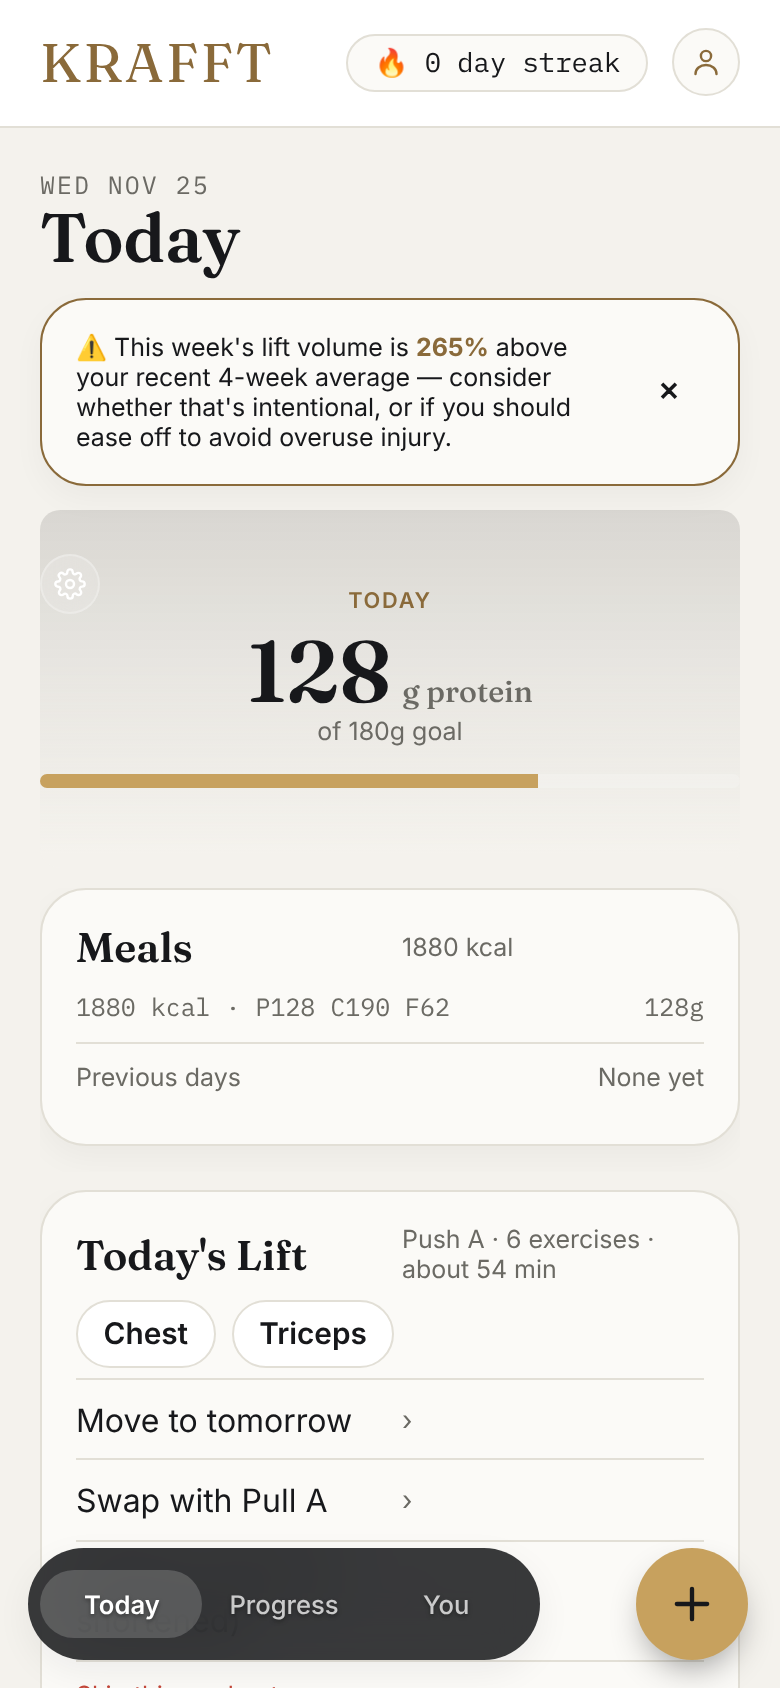 KRAFFT
🔥 0 day streak
WED NOV 25
Today
⚠️ This week's lift volume is 265% above
your recent 4-week average — consider
whether that's intentional, or if you should
ease off to avoid overuse injury.
×
TODAY
128 g protein
of 180g goal
Meals
1880 kcal
1880 kcal · P128 C190 F62
128g
Previous days
None yet
Today's Lift
Push A · 6 exercises ·
about 54 min
Chest
Triceps
Move to tomorrow ›
Swap with Pull A ›
Today
Progress
You
+